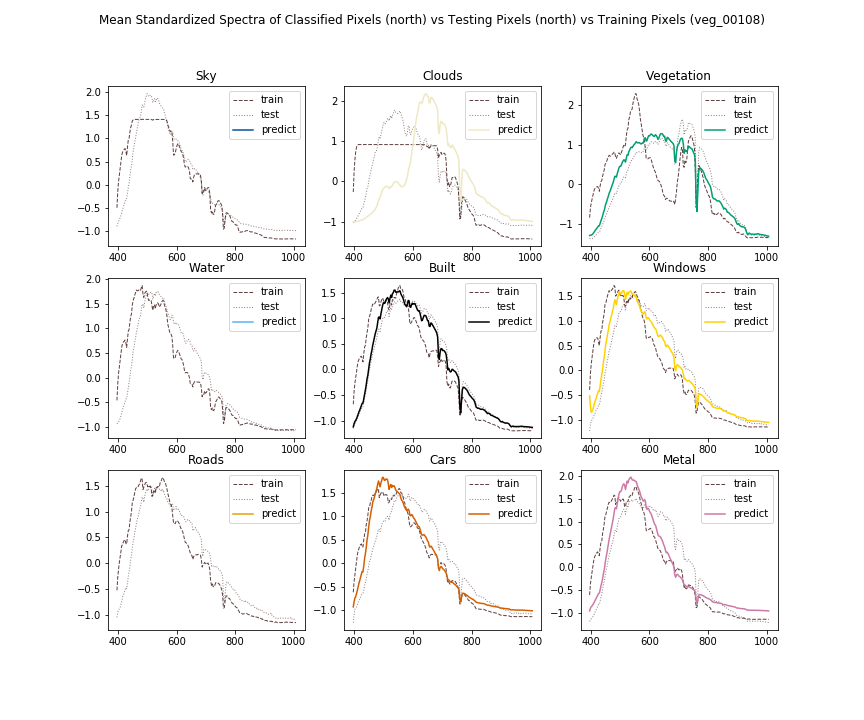 Mean Standardized Spectra of Classified Pixels (north) vs Testing Pixels (north) vs Training Pixels (veg_00108)
Sky
Clouds
Vegetation
train
test
predict
train
test
predict
train
test
predict
2.0
1.5
1.0
0.5
0.0
−0.5
−1.0
2
1
0
−1
2
1
0
−1
400 600 800 1000
400 600 800 1000
400 600 800 1000
Water
Built
Windows
train
test
predict
train
test
predict
train
test
predict
2.0
1.5
1.0
0.5
0.0
−0.5
−1.0
1.5
1.0
0.5
0.0
−0.5
−1.0
1.5
1.0
0.5
0.0
−0.5
−1.0
400 600 800 1000
400 600 800 1000
400 600 800 1000
Roads
Cars
Metal
train
test
predict
train
test
predict
train
test
predict
1.5
1.0
0.5
0.0
−0.5
−1.0
1.5
1.0
0.5
0.0
−0.5
−1.0
2.0
1.5
1.0
0.5
0.0
−0.5
−1.0
400 600 800 1000
400 600 800 1000
400 600 800 1000